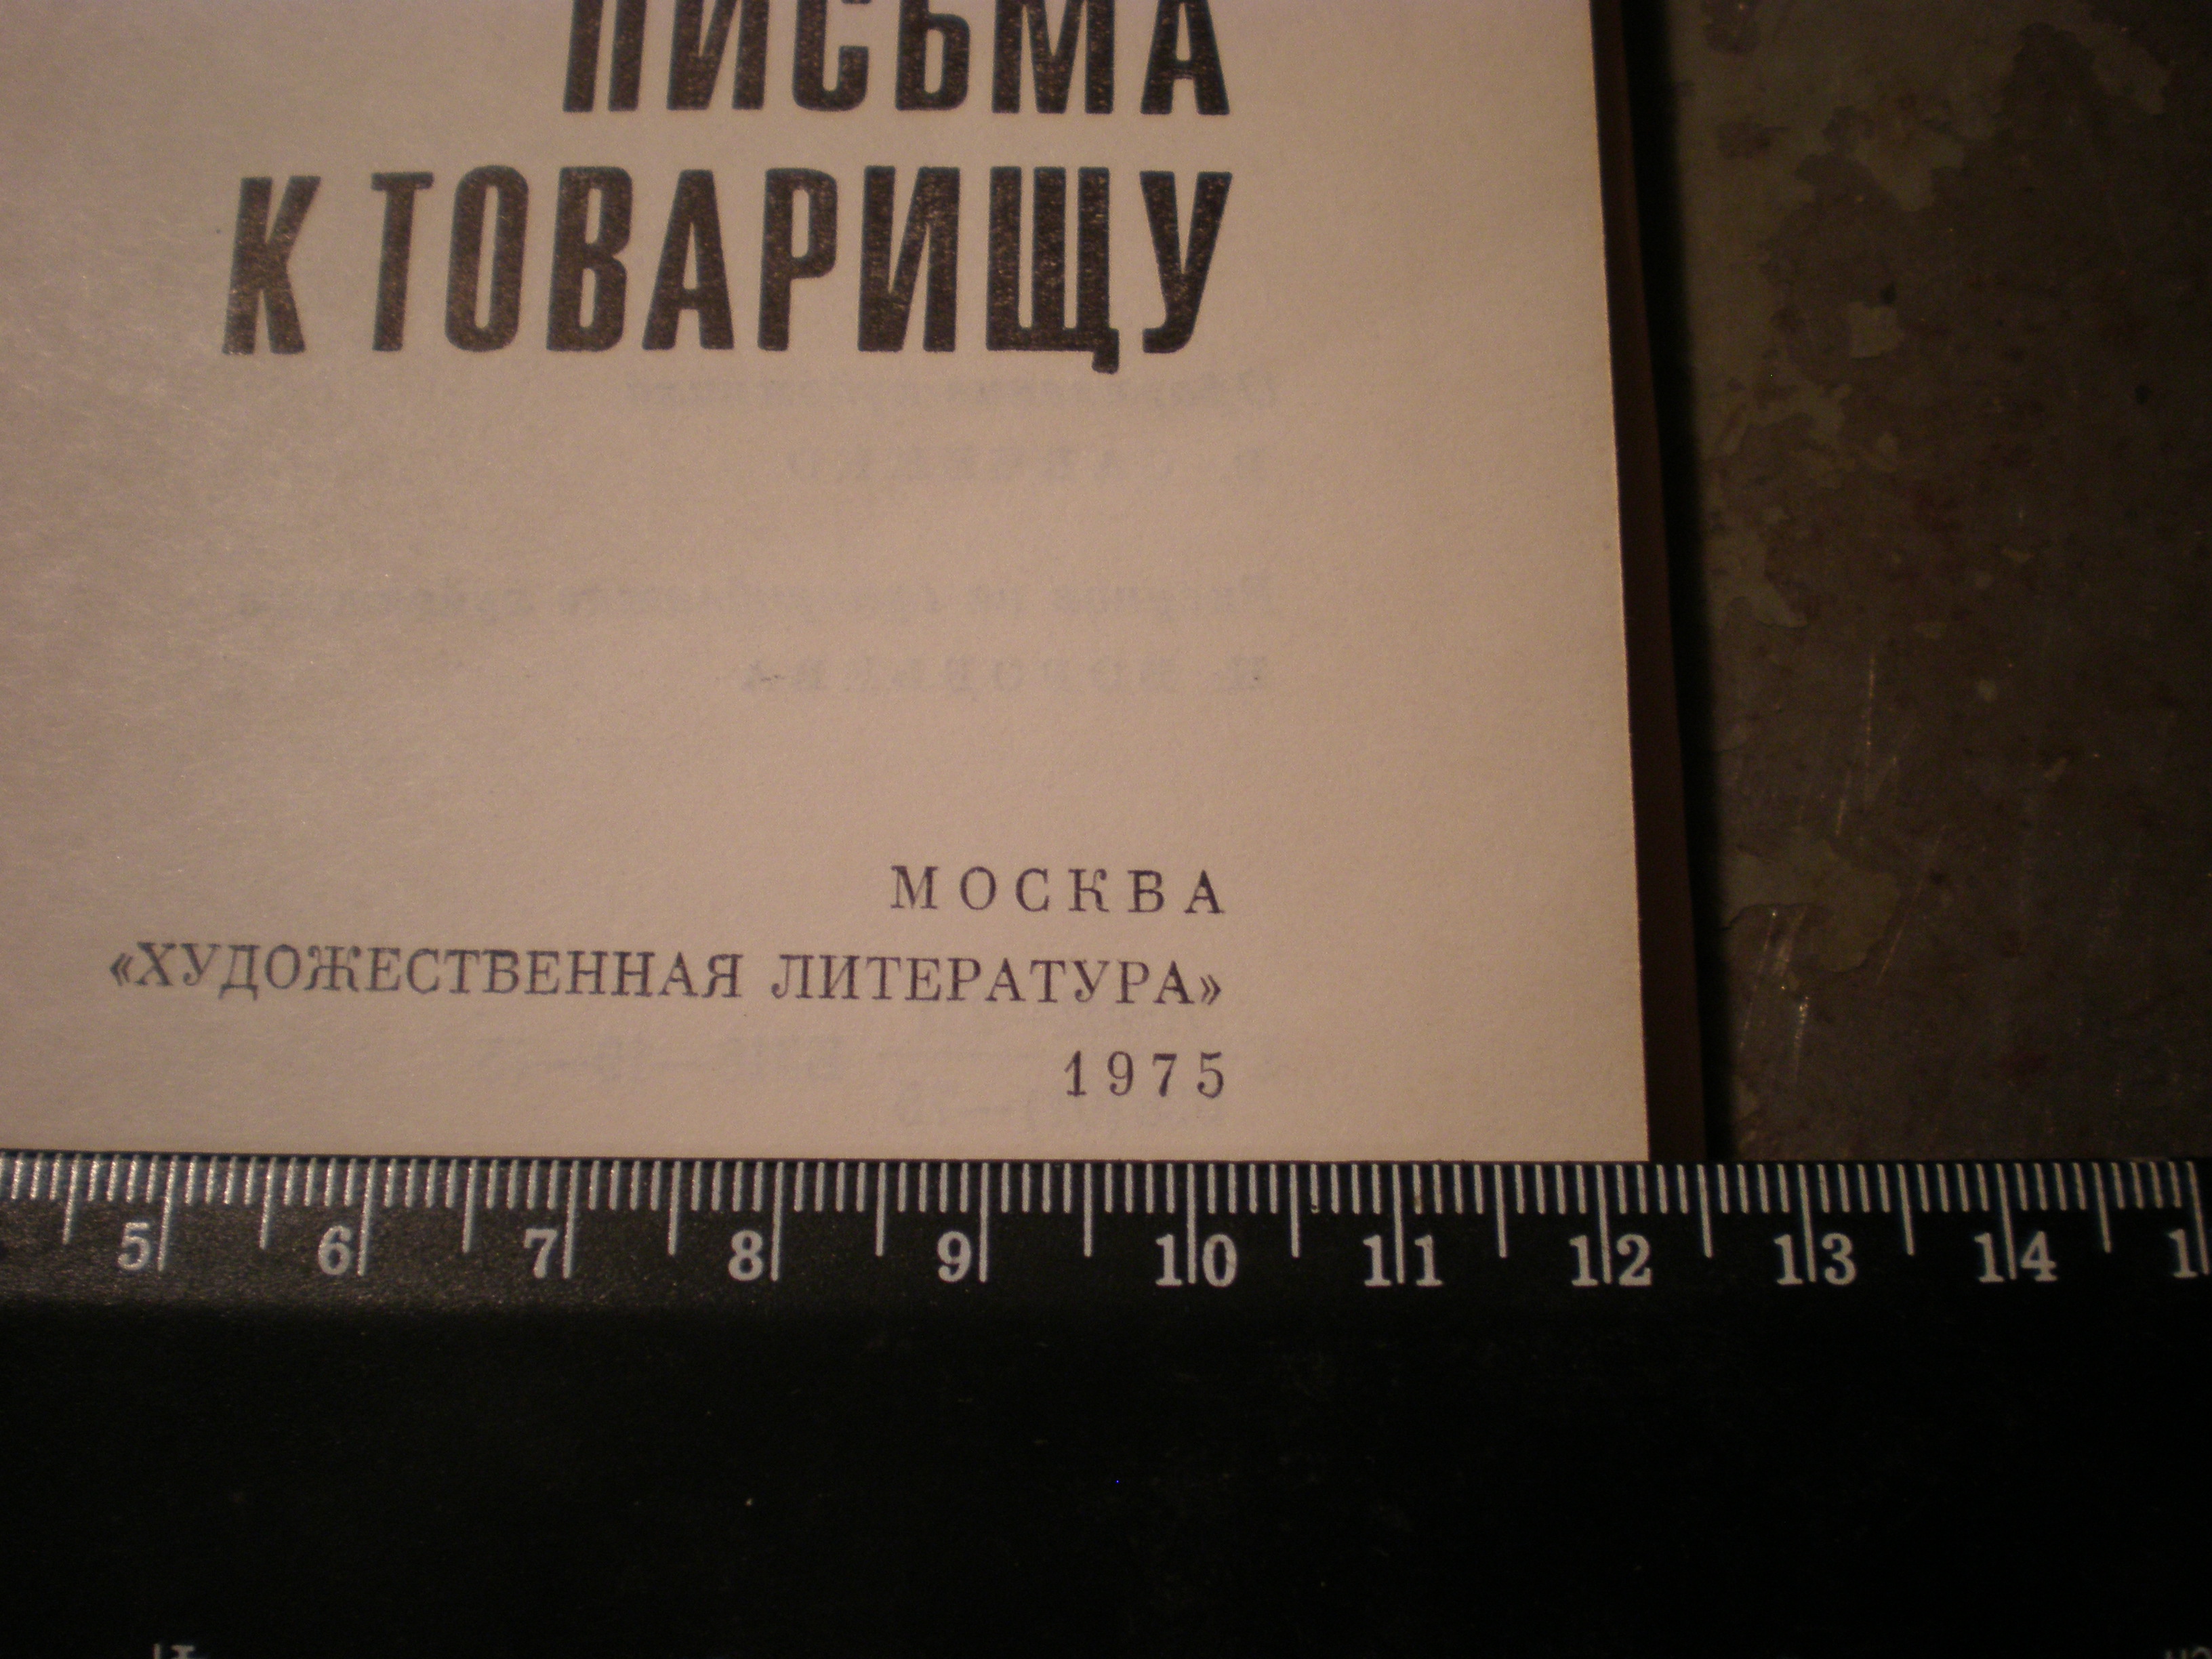 ПИСЬМА
К ТОВАРИЩУ
МОСКВА
«ХУДОЖЕСТВЕННАЯ ЛИТЕРАТУРА»
1975
5 6 7 8 9 10 11 12 13 14